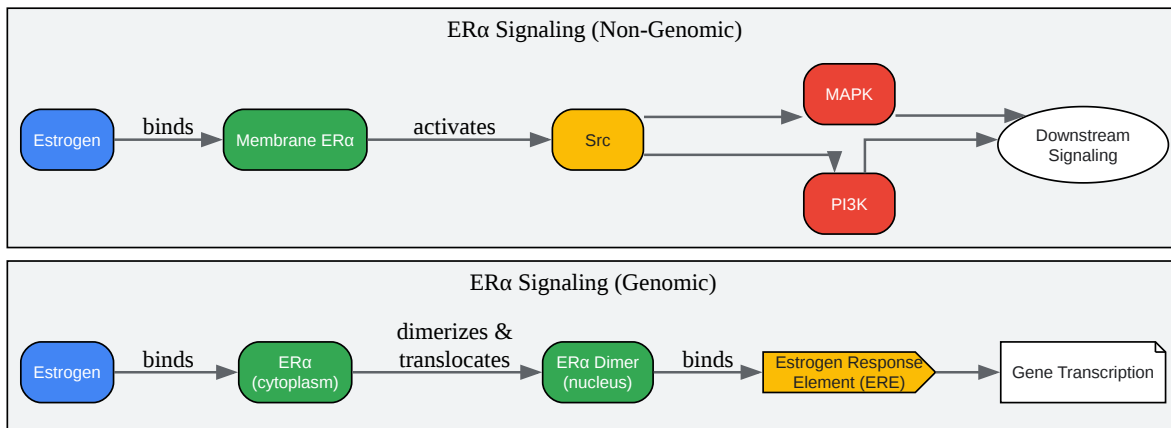 ERα Signaling (Non-Genomic)
Estrogen
binds
Membrane ERα
activates
Src
MAPK
PI3K
Downstream
Signaling
ERα Signaling (Genomic)
Estrogen
binds
ERα
(cytoplasm)
dimerizes &
translocates
ERα Dimer
(nucleus)
binds
Estrogen Response
Element (ERE)
Gene Transcription